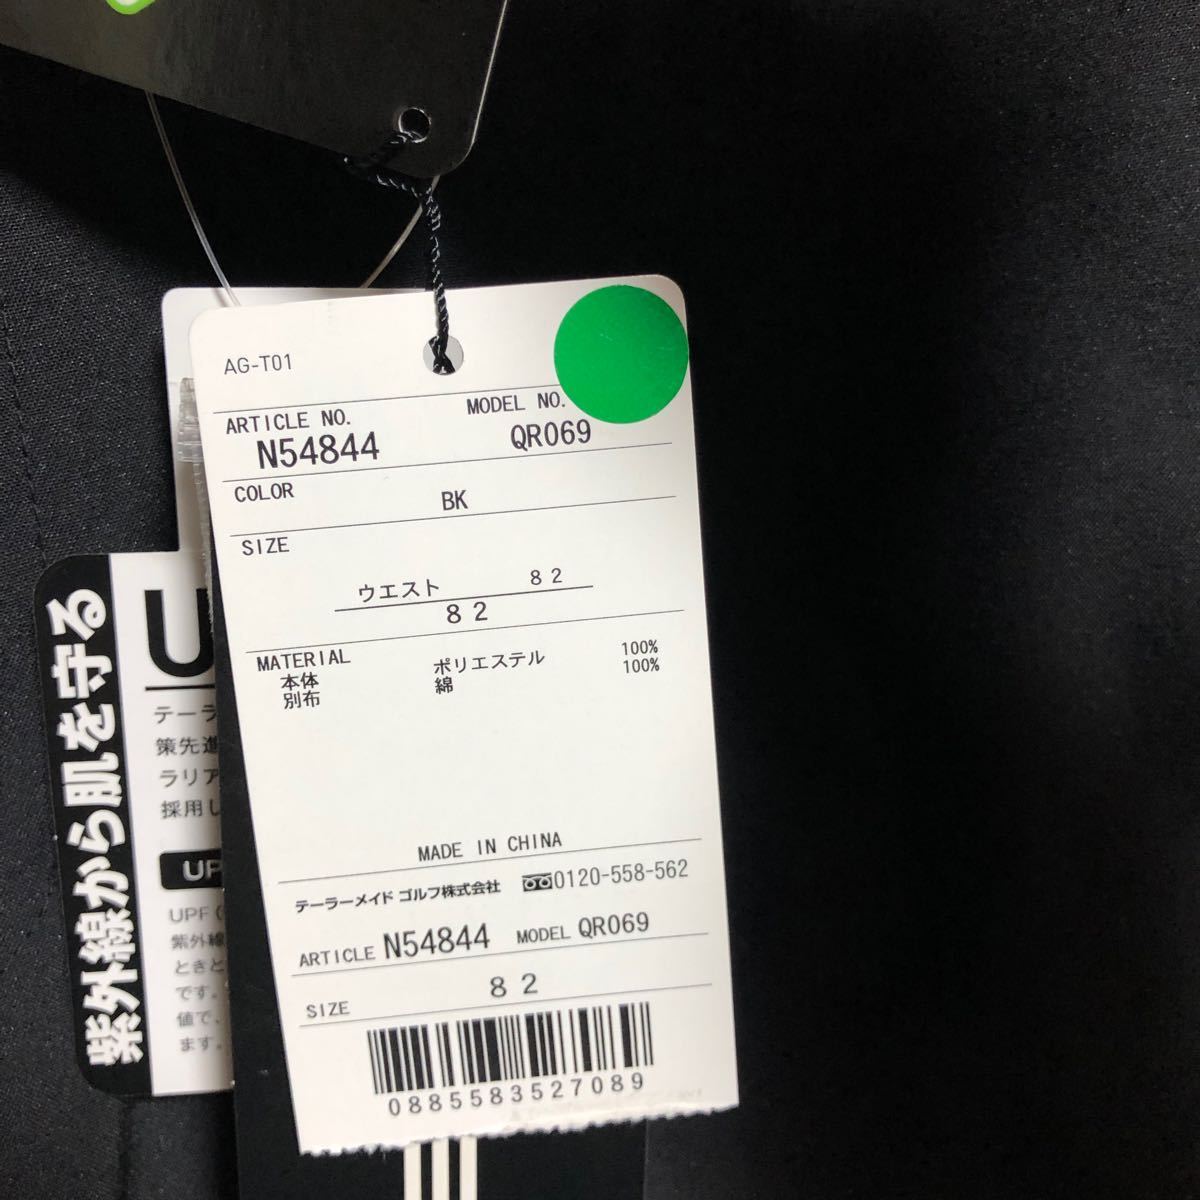 AG-T01
ARTICLE NO. MODEL NO.
N54844 QR069
COLOR BK
SIZE
ウエスト 82
82
MATERIAL
本体 ポリエステル 100%
別布 綿 100%
MADE IN CHINA
テーラーメイド ゴルフ株式会社 0120-558-562
ARTICLE N54844 MODEL QR069
SIZE 82
0885583527089
紫外線から肌を守る
U
テーラ
策先進
ラリア
採用し
UP
UPF(
紫外線
ときと
です。
値で、
ます。